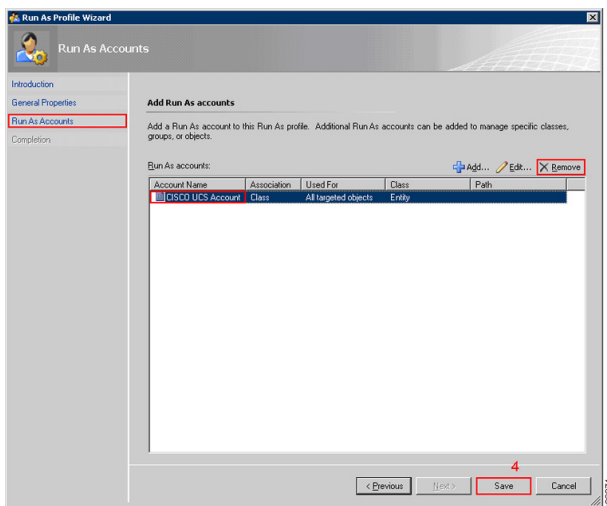 Run As Profile Wizard
Run As Accounts
Introduction
General Properties
Run As Accounts
Completion
Add Run As accounts
Add a Run As account to this Run As profile. Additional Run As accounts can be added to manage specific classes,
groups, or objects.
Run As accounts:
Add... Edit... Remove
Account Name Association Used For Class Path
CISCO UCS Account Class All targeted objects Entity
4
< Previous Next > Save Cancel